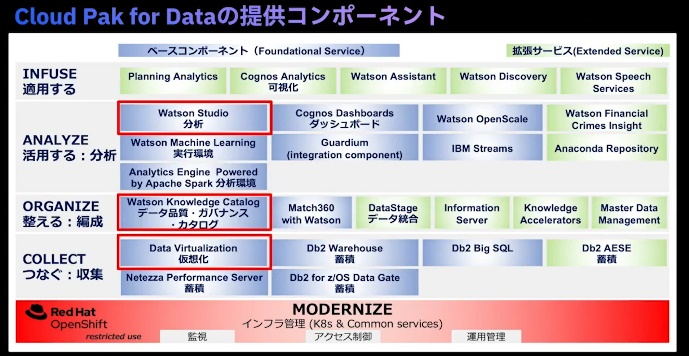 Cloud Pak for Dataの提供コンポーネント
ベースコンポーネント（Foundational Service）
拡張サービス(Extended Service)
INFUSE
適用する
Planning Analytics
Cognos Analytics
可視化
Watson Assistant
Watson Discovery
Watson Speech
Services
ANALYZE
活用する：分析
Watson Studio
分析
Cognos Dashboards
ダッシュボード
Watson OpenScale
Watson Financial
Crimes Insight
Watson Machine Learning
実行環境
Guardium
(integration component)
IBM Streams
Anaconda Repository
Analytics Engine Powered
by Apache Spark 分析環境
ORGANIZE
整える：編成
Watson Knowledge Catalog
データ品質・ガバナンス
・カタログ
Match360
with Watson
DataStage
データ統合
Information
Server
Knowledge
Accelerators
Master Data
Management
COLLECT
つなぐ：収集
Data Virtualization
仮想化
Db2 Warehouse
蓄積
Db2 Big SQL
Db2 AESE
蓄積
Netezza Performance Server
蓄積
Db2 for z/OS Data Gate
蓄積
Red Hat
OpenShift
restricted use
MODERNIZE
インフラ管理 (K8s & Common services)
監視
アクセス制御
運用管理